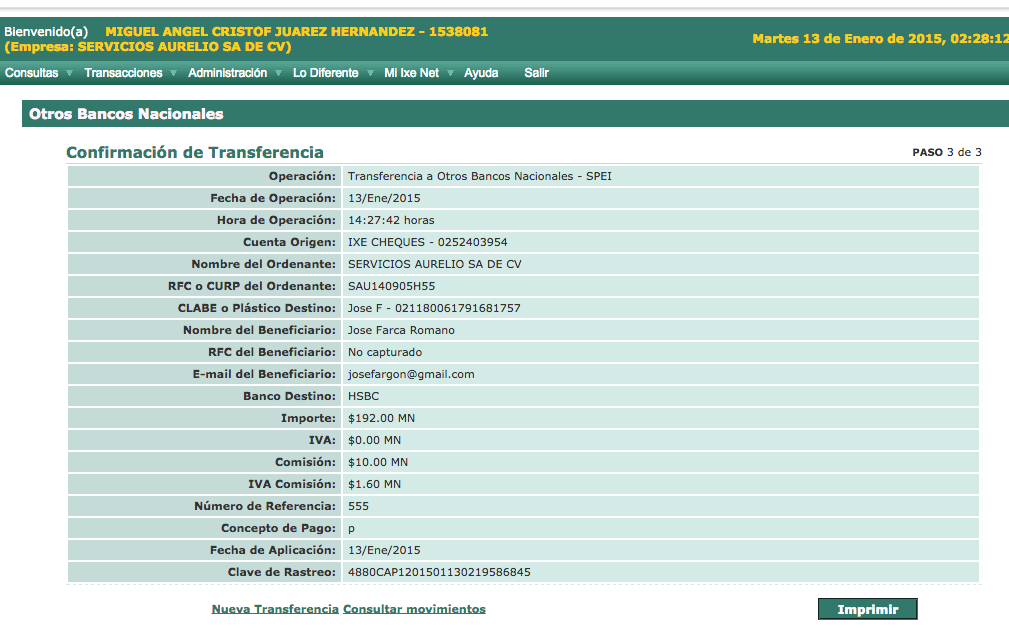 Bienvenido(a) MIGUEL ANGEL CRISTOF JUAREZ HERNANDEZ - 1538081
(Empresa: SERVICIOS AURELIO SA DE CV)
Martes 13 de Enero de 2015, 02:28:12
Consultas Transacciones Administración Lo Diferente Mi Ixe Net Ayuda Salir
Otros Bancos Nacionales
Confirmación de Transferencia PASO 3 de 3
Operación: Transferencia a Otros Bancos Nacionales - SPEI
Fecha de Operación: 13/Ene/2015
Hora de Operación: 14:27:42 horas
Cuenta Origen: IXE CHEQUES - 0252403954
Nombre del Ordenante: SERVICIOS AURELIO SA DE CV
RFC o CURP del Ordenante: SAU140905H55
CLABE o Plástico Destino: Jose F - 021180061791681757
Nombre del Beneficiario: Jose Farca Romano
RFC del Beneficiario: No capturado
E-mail del Beneficiario: josefargon@gmail.com
Banco Destino: HSBC
Importe: $192.00 MN
IVA: $0.00 MN
Comisión: $10.00 MN
IVA Comisión: $1.60 MN
Número de Referencia: 555
Concepto de Pago: p
Fecha de Aplicación: 13/Ene/2015
Clave de Rastreo: 4880CAP1201501130219586845
Nueva Transferencia Consultar movimientos Imprimir